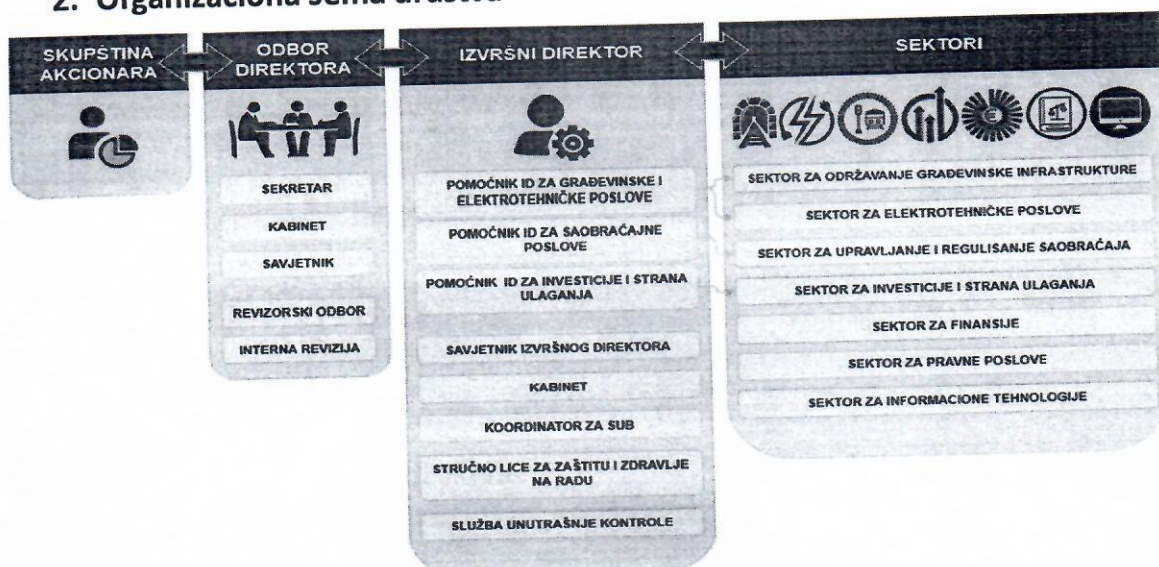 2. Organizaciona šema društva
SKUPŠTINA
AKCIONARA
ODBOR
DIREKTORA
SEKRETAR
KABINET
SAVJETNIK
REVIZORSKI ODBOR
INTERNA REVIZIJA
IZVRŠNI DIREKTOR
POMOĆNIK ID ZA GRAĐEVINSKE I
ELEKTROTEHNIČKE POSLOVE
POMOĆNIK ID ZA SAOBRAĆAJNE
POSLOVE
POMOĆNIK ID ZA INVESTICIJE I STRANA
ULAGANJA
SAVJETNIK IZVRŠNOG DIREKTORA
KABINET
KOORDINATOR ZA SUB
STRUČNO LICE ZA ZAŠTITU I ZDRAVLJE
NA RADU
SLUŽBA UNUTRAŠNJE KONTROLE
SEKTORI
SEKTOR ZA ODRŽAVANJE GRAĐEVINSKE INFRASTRUKTURE
SEKTOR ZA ELEKTROTEHNIČKE POSLOVE
SEKTOR ZA UPRAVLJANJE I REGULISANJE SAOBRAĆAJA
SEKTOR ZA INVESTICIJE I STRANA ULAGANJA
SEKTOR ZA FINANSIJE
SEKTOR ZA PRAVNE POSLOVE
SEKTOR ZA INFORMACIONE TEHNOLOGIJE